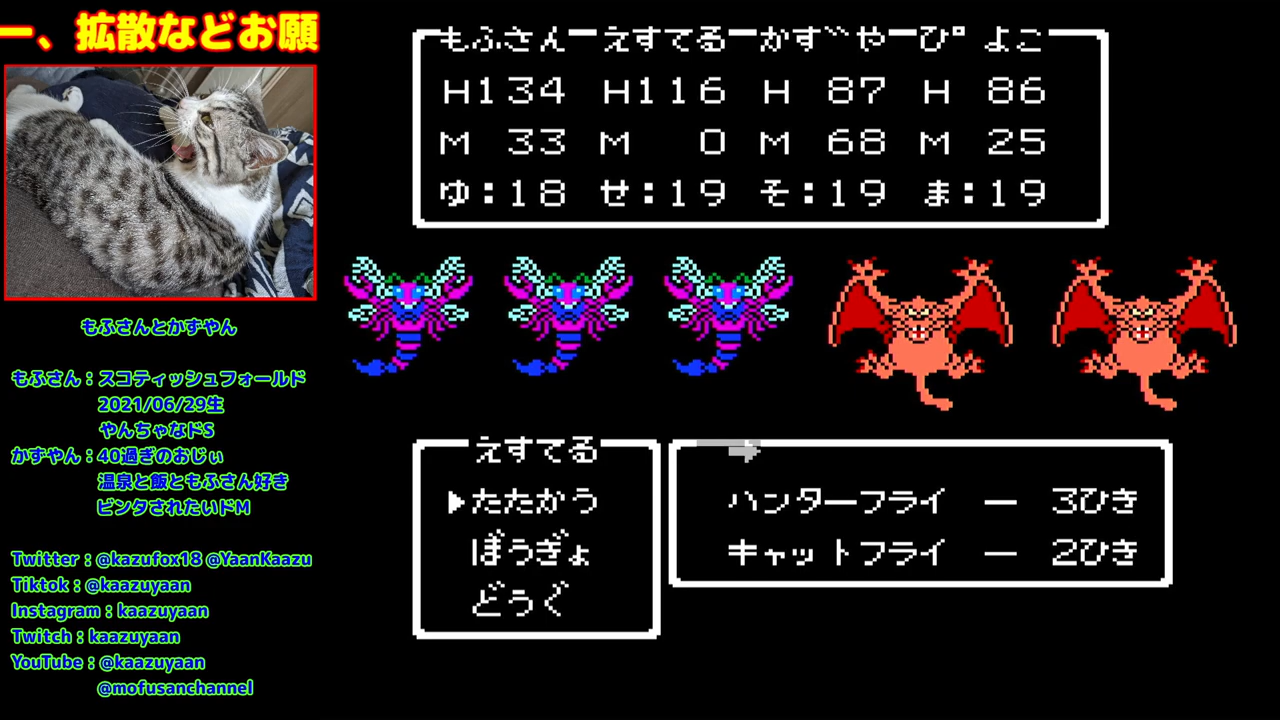 ー、拡散などお願
もふさんとかずやん
もふさん：スコティッシュフォールド
2021/06/29生
やんちゃなドS
かずやん：40過ぎのおじぃ
温泉と飯ともふさん好き
ビンタされたいドM
Twitter：@kazufox18 @YaanKaazu
Tiktok：@kaazuyaan
Instagram：kaazuyaan
Twitch：kaazuyaan
YouTube：@kaazuyaan
@mofusanchannel
もふさん えすてる かずや ぴよこ
H134 H116 H 87 H 86
M 33 M 0 M 68 M 25
ゆ：18 せ：19 そ：19 ま：19
えすてる
▶たたかう
ぼうぎょ
どうぐ
ハンターフライ ー 3ひき
キャットフライ ー 2ひき